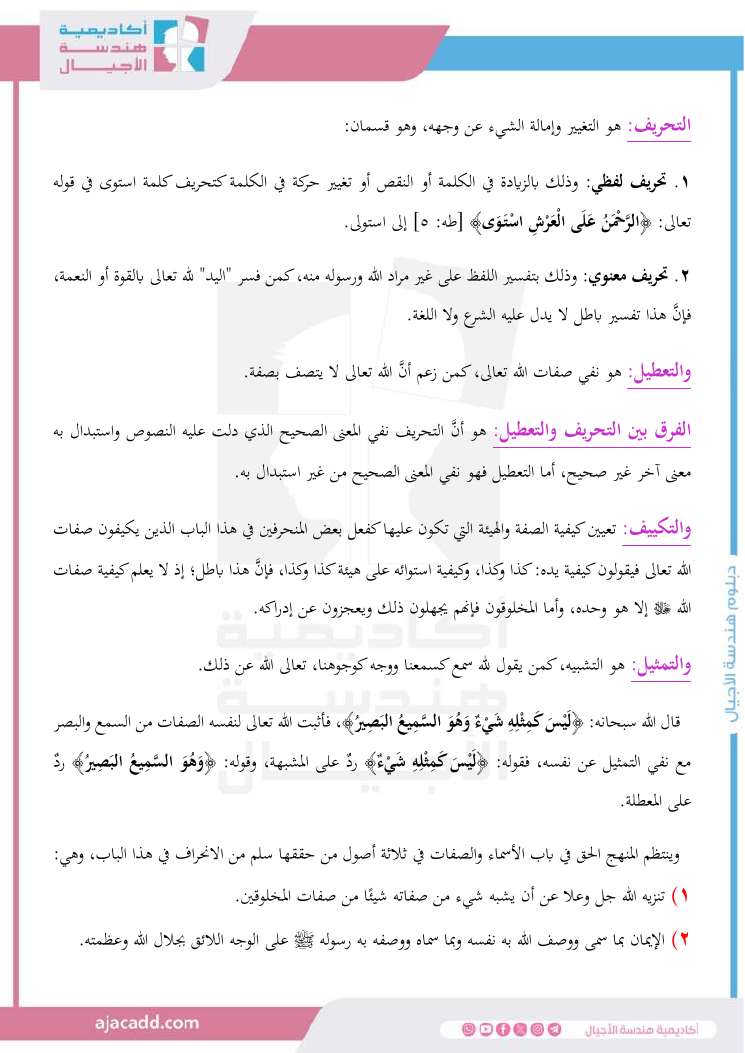 أكاديمية
هندسة
الأجيال
التحريف: هو التغيير وإمالة الشيء عن وجهه، وهو قسمان:
١. تحريف لفظي: وذلك بالزيادة في الكلمة أو النقص أو تغيير حركة في الكلمة كتحريف كلمة استوى في قوله
تعالى: ﴿الرَّحْمَنُ عَلَى الْعَرْشِ اسْتَوَى﴾ [طه: ٥] إلى استولى.
٢. تحريف معنوي: وذلك بتفسير اللفظ على غير مراد الله ورسوله منه، كمن فسر "اليد" لله تعالى بالقوة أو النعمة،
فإنَّ هذا تفسير باطل لا يدل عليه الشرع ولا اللغة.
والتعطيل: هو نفي صفات الله تعالى، كمن زعم أنَّ الله تعالى لا يتصف بصفة.
الفرق بين التحريف والتعطيل: هو أنَّ التحريف نفي المعنى الصحيح الذي دلت عليه النصوص واستبدال به
معنى آخر غير صحيح، أما التعطيل فهو نفي المعنى الصحيح من غير استبدال به.
والتكييف: تعيين كيفية الصفة والهيئة التي تكون عليها كفعل بعض المنحرفين في هذا الباب الذين يكيفون صفات
الله تعالى فيقولون كيفية يده: كذا وكذا، وكيفية استوائه على هيئة كذا وكذا، فإنَّ هذا باطل؛ إذ لا يعلم كيفية صفات
الله ﷻ إلا هو وحده، وأما المخلوقون فإنهم يجهلون ذلك ويعجزون عن إدراكه.
والتمثيل: هو التشبيه، كمن يقول لله سمع كسمعنا ووجه كوجوهنا، تعالى الله عن ذلك.
قال الله سبحانه: ﴿لَيْسَ كَمِثْلِهِ شَيْءٌ وَهُوَ السَّمِيعُ البَصِيرُ﴾، فأثبت الله تعالى لنفسه الصفات من السمع والبصر
مع نفي التمثيل عن نفسه، فقوله: ﴿لَيْسَ كَمِثْلِهِ شَيْءٌ﴾ ردٌ على المشبهة، وقوله: ﴿وَهُوَ السَّمِيعُ البَصِيرُ﴾ ردٌ
على المعطلة.
وينتظم المنهج الحق في باب الأسماء والصفات في ثلاثة أصول من حققها سلم من الانحراف في هذا الباب، وهي:
١) تنزيه الله جل وعلا عن أن يشبه شيء من صفاته شيئًا من صفات المخلوقين.
٢) الإيمان بما سمى ووصف الله به نفسه وبما سماه ووصفه به رسوله ﷺ على الوجه اللائق بجلال الله وعظمته.
دبلوم هندسة الأجيال
أكاديمية
هندسة
الأجيال
أكاديمية هندسة الأجيال
ajacadd.com